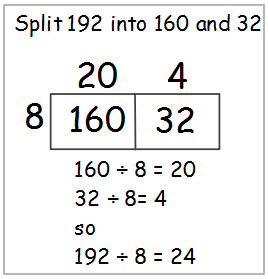 Split 192 into 160 and 32
20 4
8 160 32
160 ÷ 8 = 20
32 ÷ 8= 4
so
192 ÷ 8 = 24